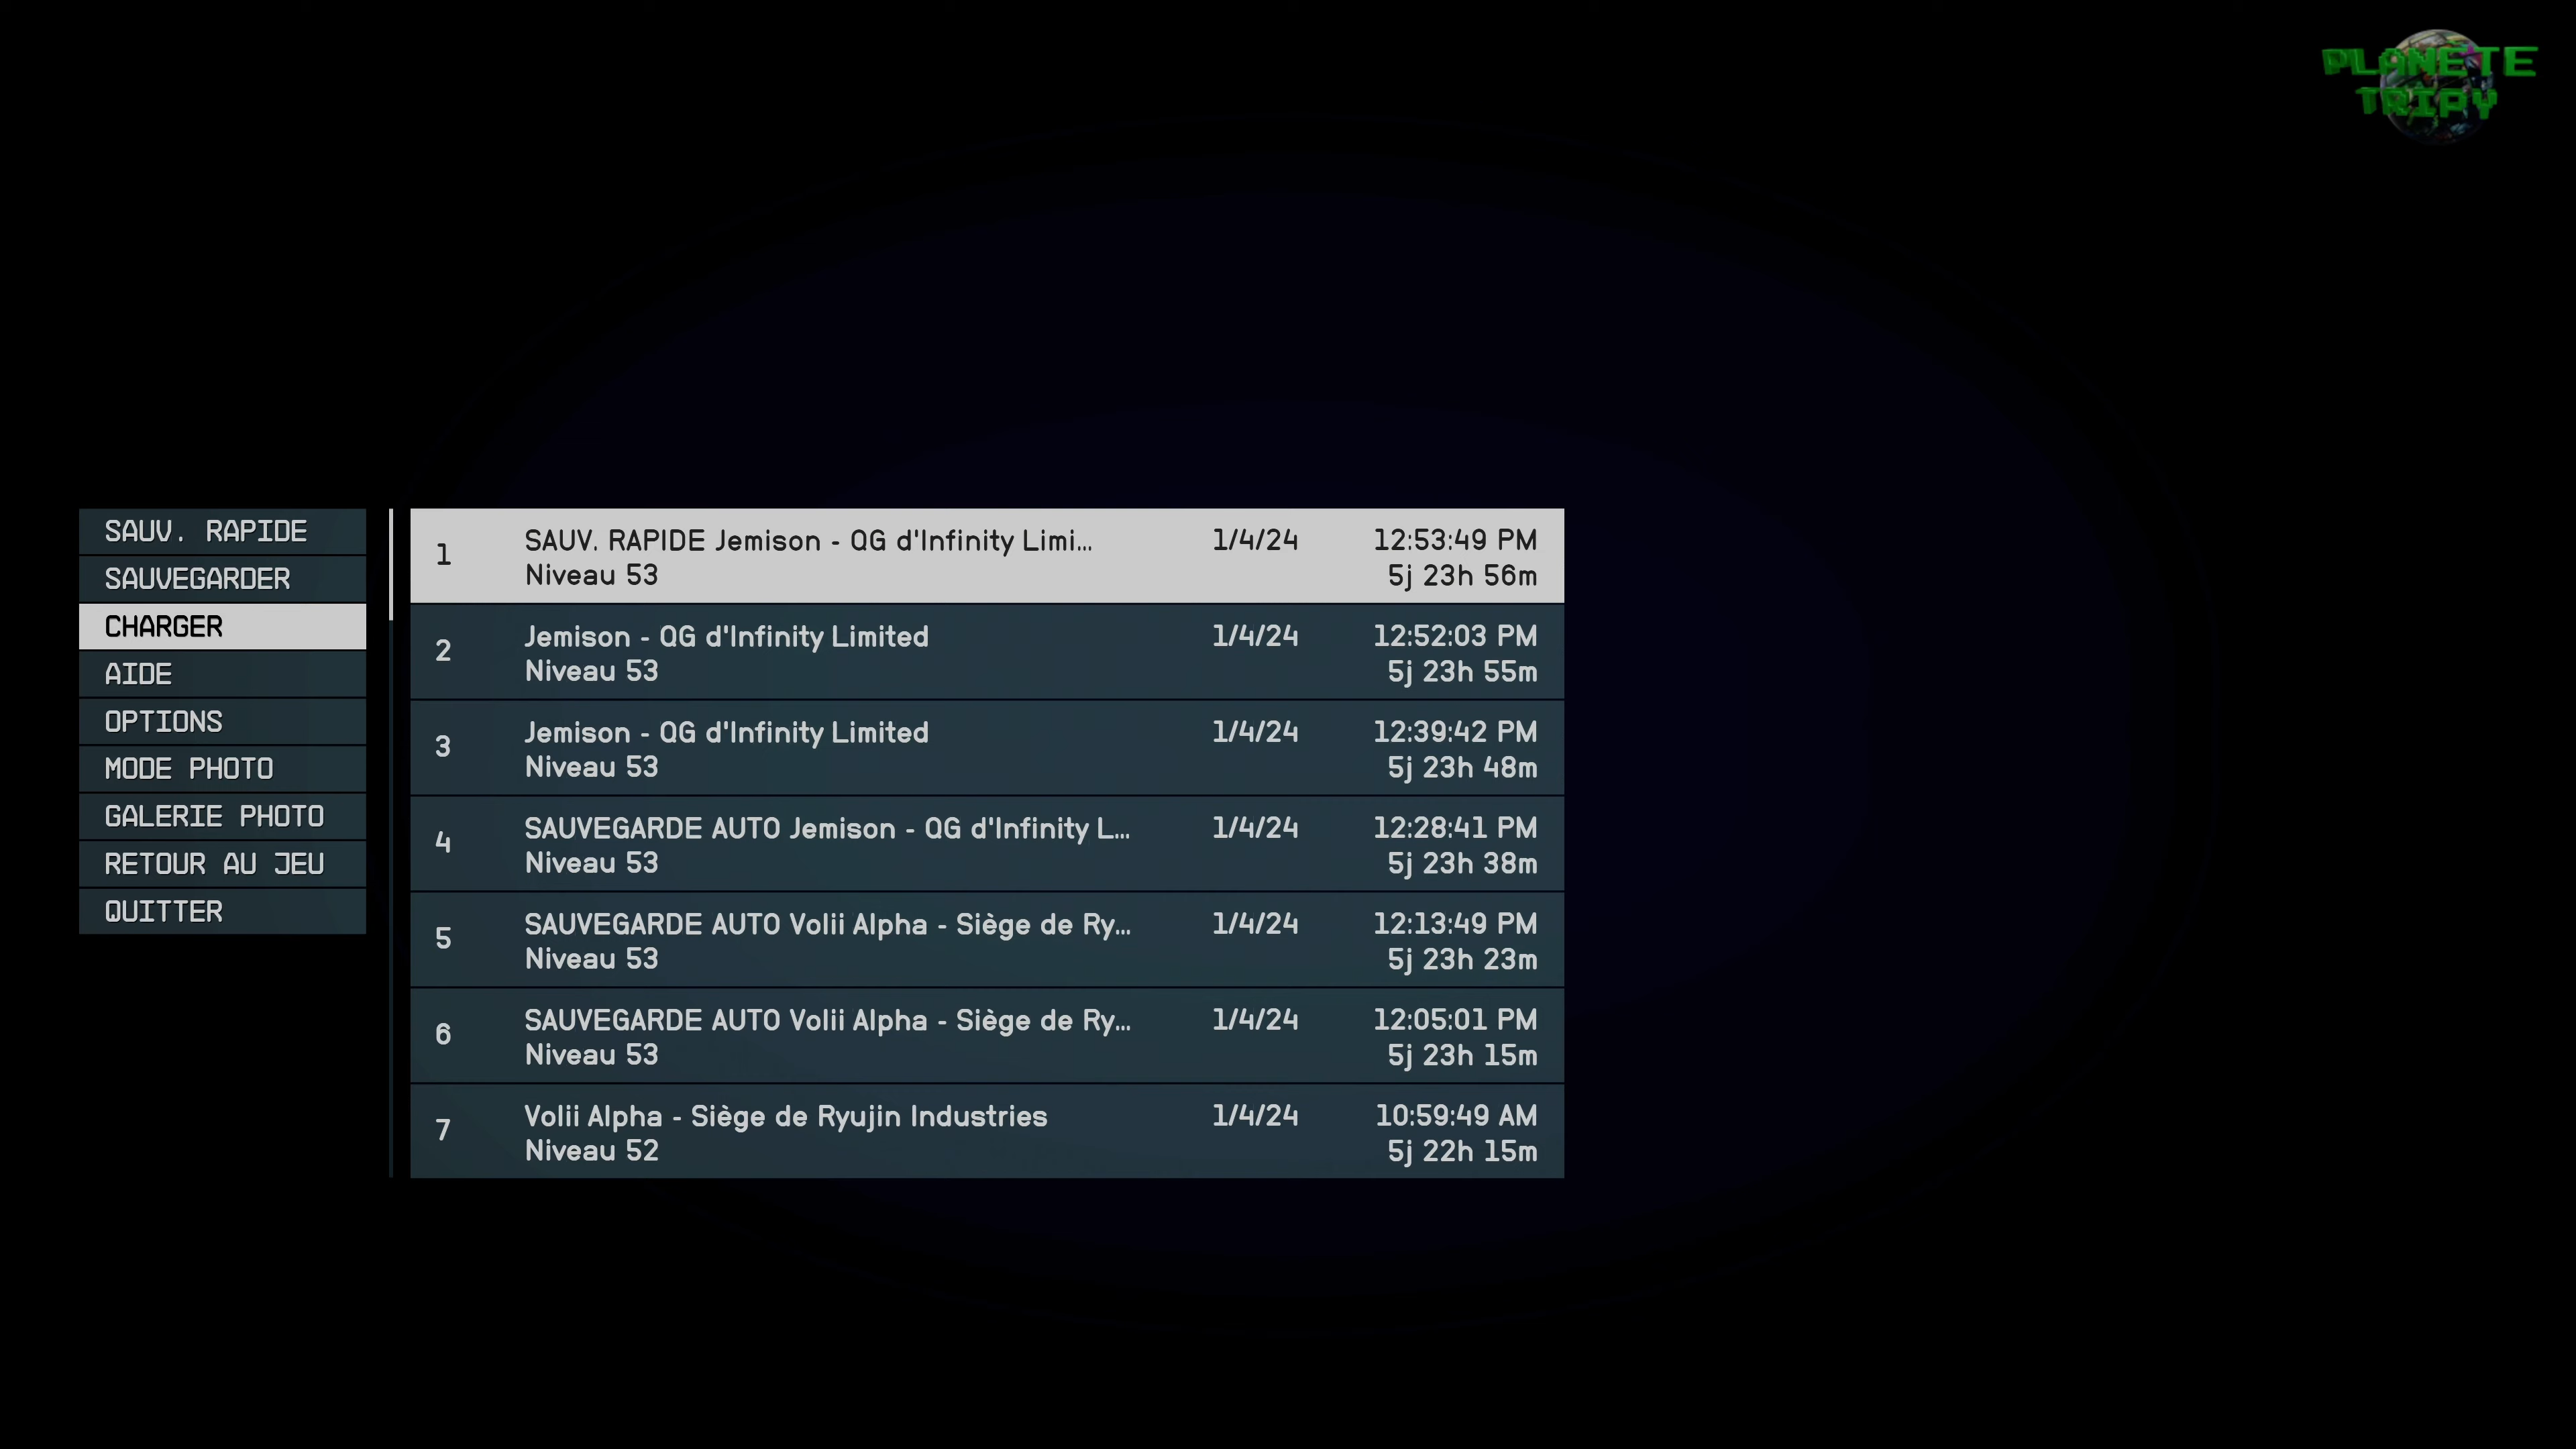 PLANETE
TRIPY
SAUV. RAPIDE
SAUVEGARDER
CHARGER
AIDE
OPTIONS
MODE PHOTO
GALERIE PHOTO
RETOUR AU JEU
QUITTER
1 SAUV. RAPIDE Jemison - QG d'Infinity Limi... 1/4/24 12:53:49 PM
Niveau 53 5j 23h 56m
2 Jemison - QG d'Infinity Limited 1/4/24 12:52:03 PM
Niveau 53 5j 23h 55m
3 Jemison - QG d'Infinity Limited 1/4/24 12:39:42 PM
Niveau 53 5j 23h 48m
4 SAUVEGARDE AUTO Jemison - QG d'Infinity L... 1/4/24 12:28:41 PM
Niveau 53 5j 23h 38m
5 SAUVEGARDE AUTO Volii Alpha - Siège de Ry... 1/4/24 12:13:49 PM
Niveau 53 5j 23h 23m
6 SAUVEGARDE AUTO Volii Alpha - Siège de Ry... 1/4/24 12:05:01 PM
Niveau 53 5j 23h 15m
7 Volii Alpha - Siège de Ryujin Industries 1/4/24 10:59:49 AM
Niveau 52 5j 22h 15m